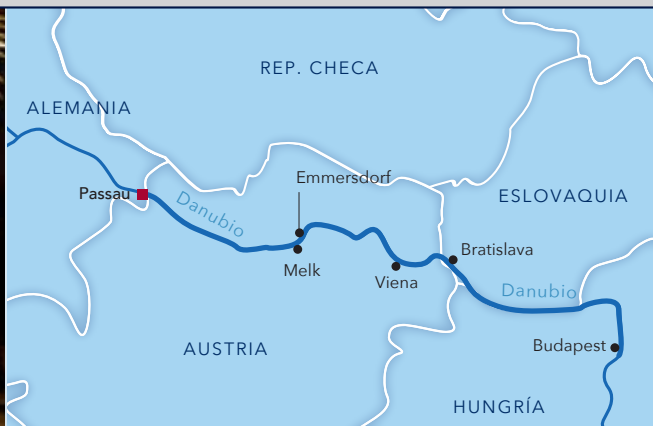 REP. CHECA
ALEMANIA
Emmersdorf
Passau
Danubio
ESLOVAQUIA
Bratislava
Melk
Viena
Danubio
Budapest
AUSTRIA
HUNGRÍA